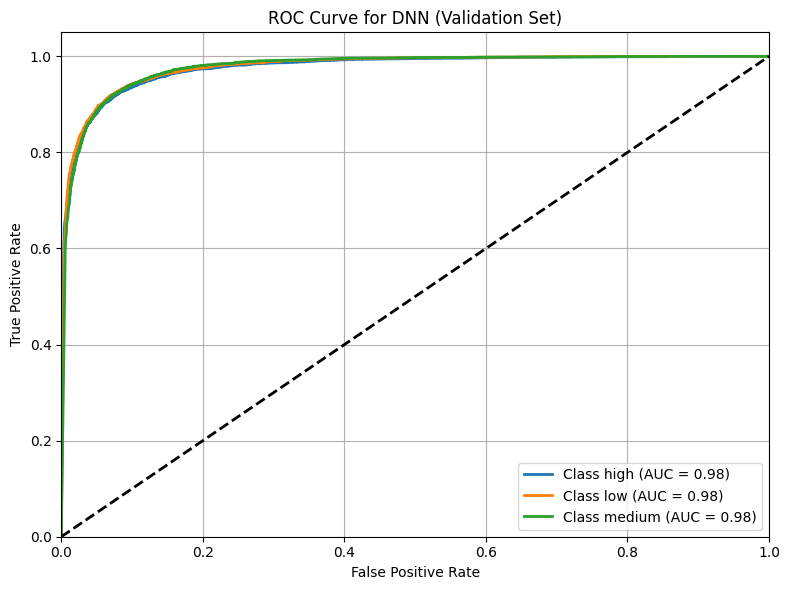 ROC Curve for DNN (Validation Set)
True Positive Rate
1.0
0.8
0.6
0.4
0.2
0.0
0.0 0.2 0.4 0.6 0.8 1.0
False Positive Rate
Class high (AUC = 0.98)
Class low (AUC = 0.98)
Class medium (AUC = 0.98)